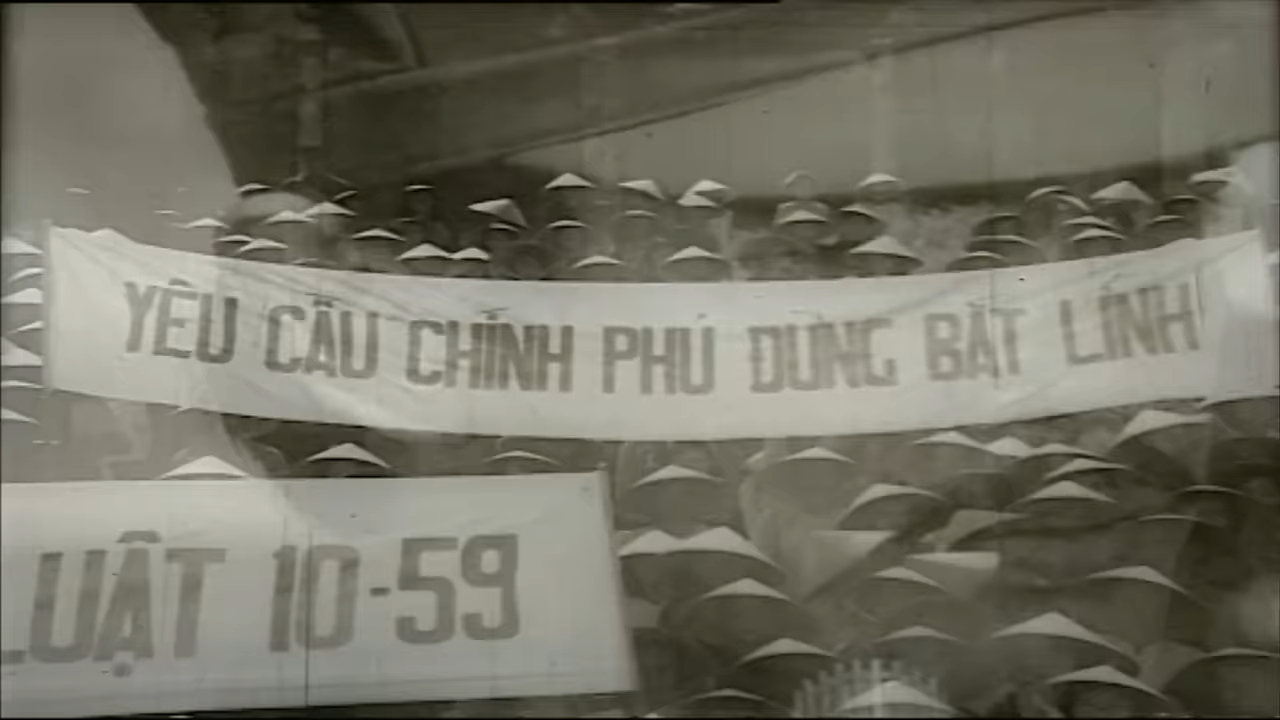 YÊU CẦU CHÍNH PHỦ DỪNG BẮT LÍNH
LUẬT 10-59